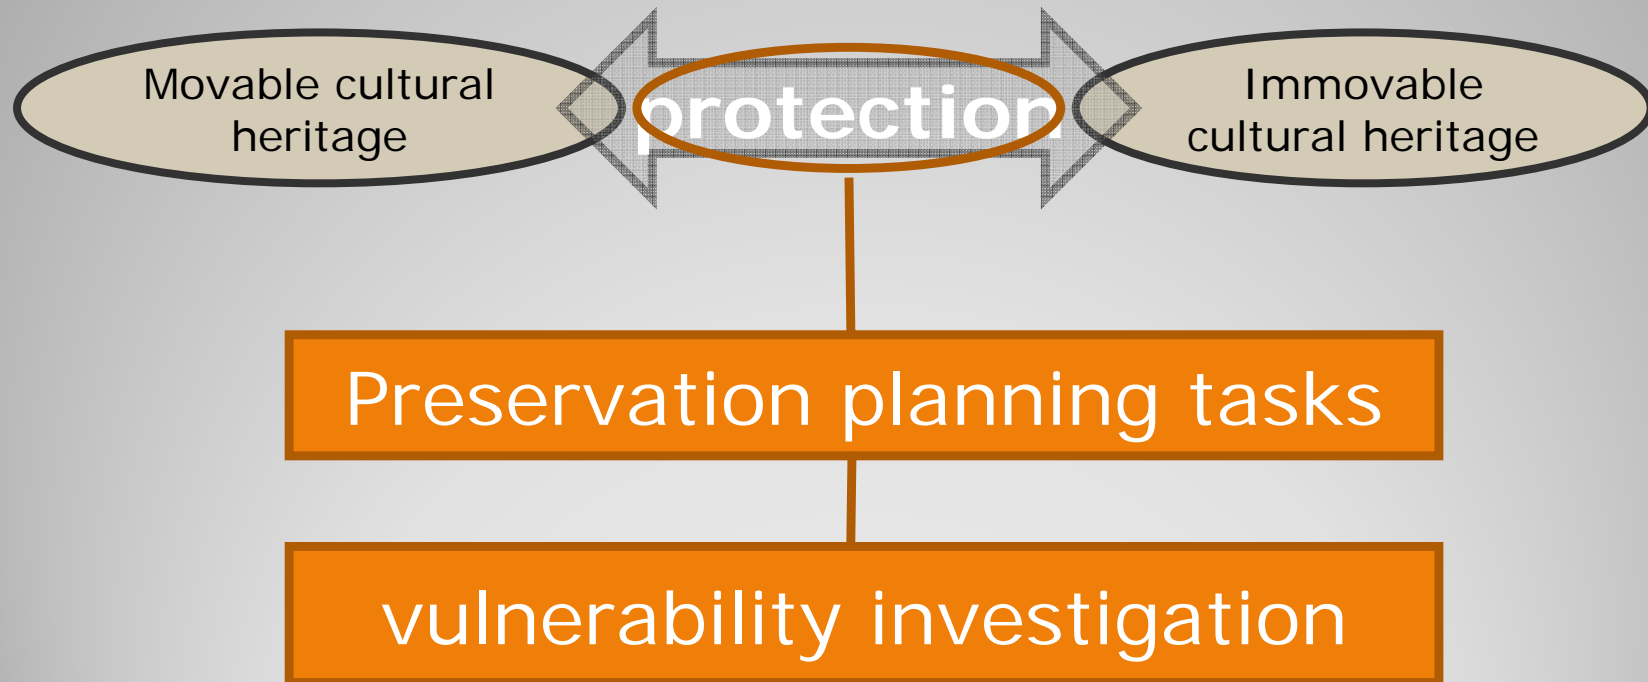 Movable cultural
heritage
protection
Immovable
cultural heritage
Preservation planning tasks
vulnerability investigation